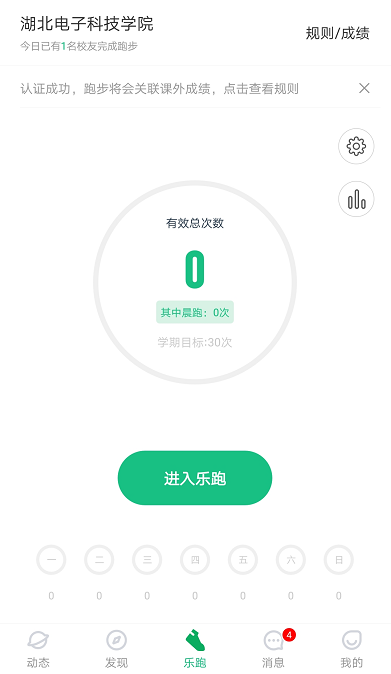 湖北电子科技学院
规则/成绩
今日已有1名校友完成跑步
认证成功，跑步将会关联课外成绩，点击查看规则
有效总次数
0
其中晨跑：0次
学期目标:30次
进入乐跑
一 二 三 四 五 六 日
0 0 0 0 0 0 0
4
动态 发现 乐跑 消息 我的